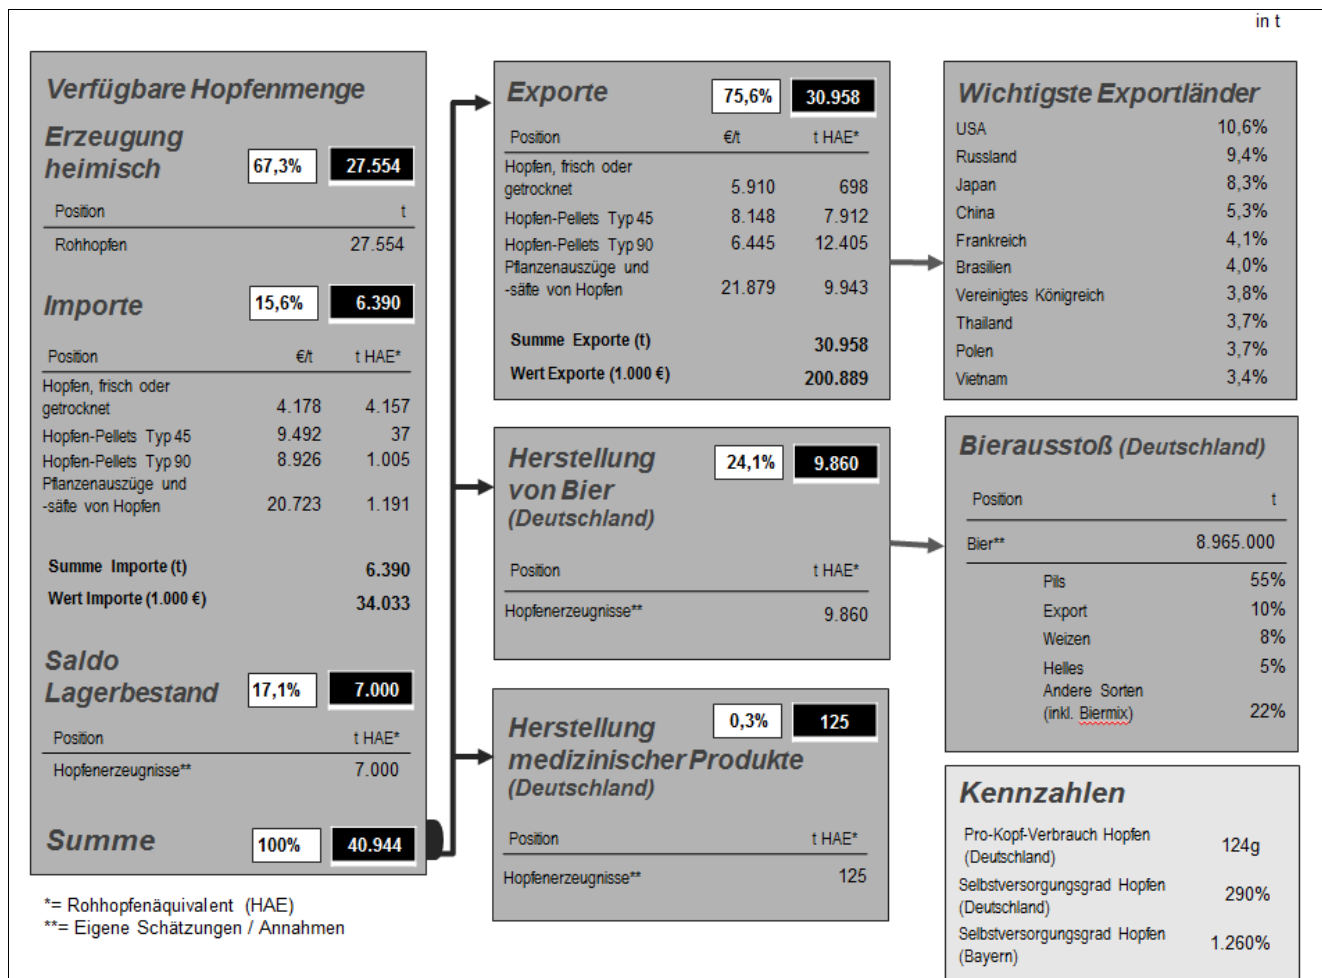 in t
Verfügbare Hopfenmenge
Erzeugung
heimisch 67,3% 27.554
Position t
Rohhopfen 27.554
Importe 15,6% 6.390
Position €/t t HAE*
Hopfen, frisch oder
getrocknet 4.178 4.157
Hopfen-Pellets Typ 45 9.492 37
Hopfen-Pellets Typ 90 8.926 1.005
Pflanzenauszüge und
-säfte von Hopfen 20.723 1.191
Summe Importe (t) 6.390
Wert Importe (1.000 €) 34.033
Saldo
Lagerbestand 17,1% 7.000
Position t HAE*
Hopfenerzeugnisse** 7.000
Summe 100% 40.944
*= Rohhopfenäquivalent (HAE)
**= Eigene Schätzungen / Annahmen
Exporte 75,6% 30.958
Position €/t t HAE*
Hopfen, frisch oder
getrocknet 5.910 698
Hopfen-Pellets Typ 45 8.148 7.912
Hopfen-Pellets Typ 90 6.445 12.405
Pflanzenauszüge und
-säfte von Hopfen 21.879 9.943
Summe Exporte (t) 30.958
Wert Exporte (1.000 €) 200.889
Herstellung 24,1% 9.860
von Bier
(Deutschland)
Position t HAE*
Hopfenerzeugnisse** 9.860
Herstellung 0,3% 125
medizinischer Produkte
(Deutschland)
Position t HAE*
Hopfenerzeugnisse** 125
Wichtigste Exportländer
USA 10,6%
Russland 9,4%
Japan 8,3%
China 5,3%
Frankreich 4,1%
Brasilien 4,0%
Vereinigtes Königreich 3,8%
Thailand 3,7%
Polen 3,7%
Vietnam 3,4%
Bierausstoß (Deutschland)
Position t
Bier** 8.965.000
Pils 55%
Export 10%
Weizen 8%
Helles 5%
Andere Sorten
(inkl. Biermix) 22%
Kennzahlen
Pro-Kopf-Verbrauch Hopfen
(Deutschland) 124g
Selbstversorgungsgrad Hopfen
(Deutschland) 290%
Selbstversorgungsgrad Hopfen
(Bayern) 1.260%